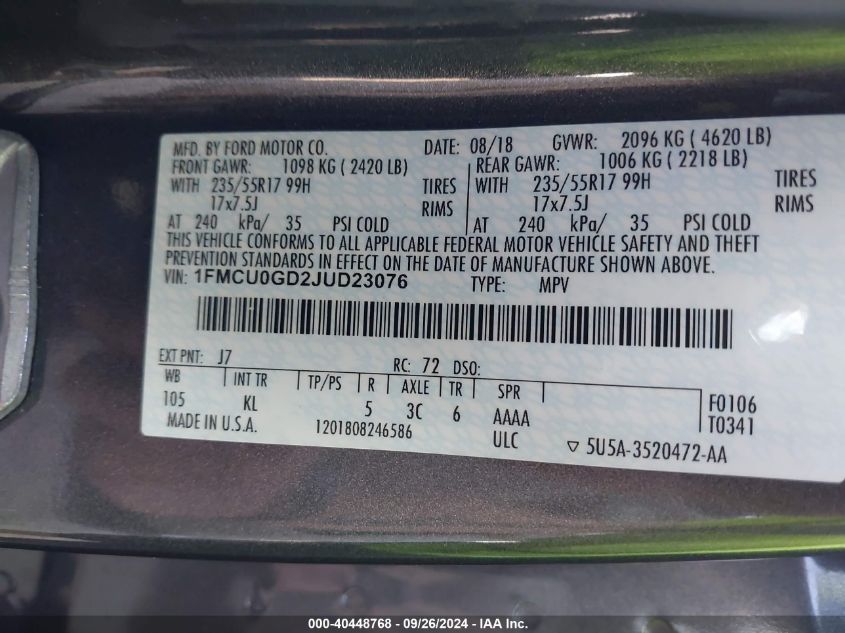 MFD. BY FORD MOTOR CO. DATE: 08/18 GVWR: 2096 KG ( 4620 LB)
FRONT GAWR: 1098 KG ( 2420 LB) REAR GAWR: 1006 KG ( 2218 LB)
WITH 235/55R17 99H TIRES WITH 235/55R17 99H TIRES
17x7.5J RIMS 17x7.5J RIMS
AT 240 kPa/ 35 PSI COLD AT 240 kPa/ 35 PSI COLD
THIS VEHICLE CONFORMS TO ALL APPLICABLE FEDERAL MOTOR VEHICLE SAFETY AND THEFT
PREVENTION STANDARDS IN EFFECT ON THE DATE OF MANUFACTURE SHOWN ABOVE.
VIN: 1FMCU0GD2JUD23076 TYPE: MPV
EXT PNT: J7 RC: 72 DSO:
WB INT TR TP/PS R AXLE TR SPR
105 KL 5 3C 6 AAAA F0106
MADE IN U.S.A. 1201808246586 ULC T0341
5U5A-3520472-AA
000-40448768 - 09/26/2024 - IAA Inc.